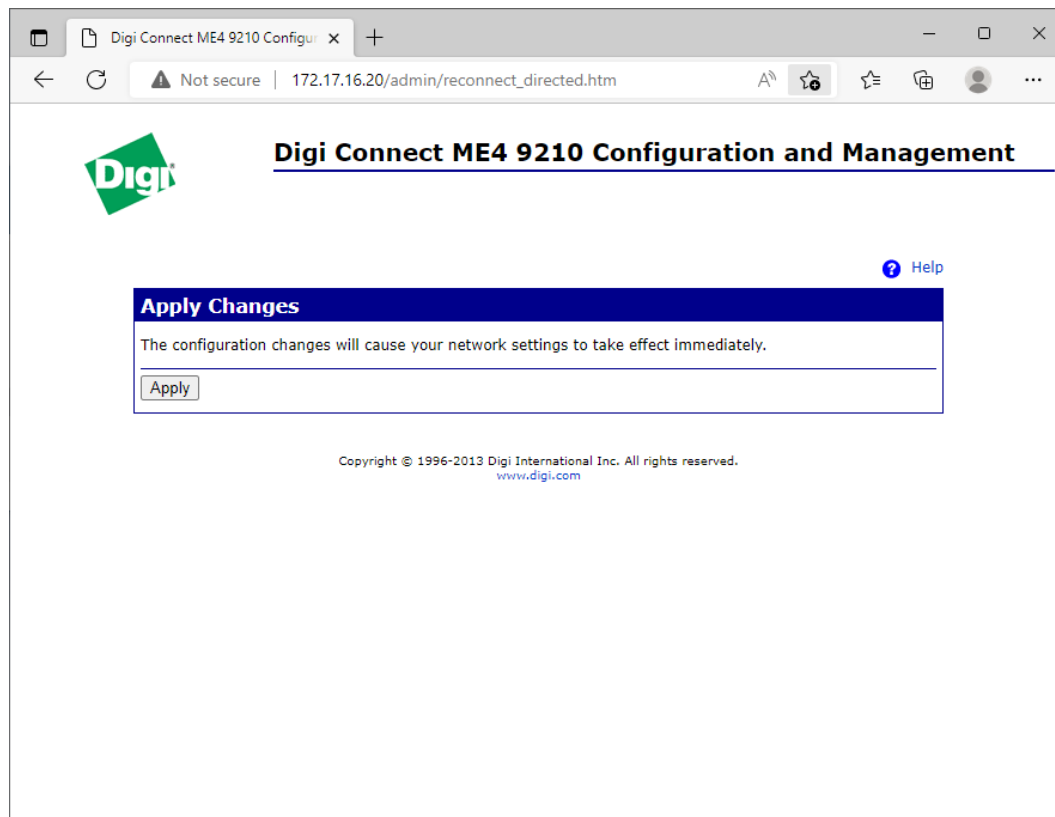 Digi Connect ME4 9210 Configur
Not secure | 172.17.16.20/admin/reconnect_directed.htm
Digi
Digi Connect ME4 9210 Configuration and Management
Help
Apply Changes
The configuration changes will cause your network settings to take effect immediately.
Apply
Copyright © 1996-2013 Digi International Inc. All rights reserved.
www.digi.com